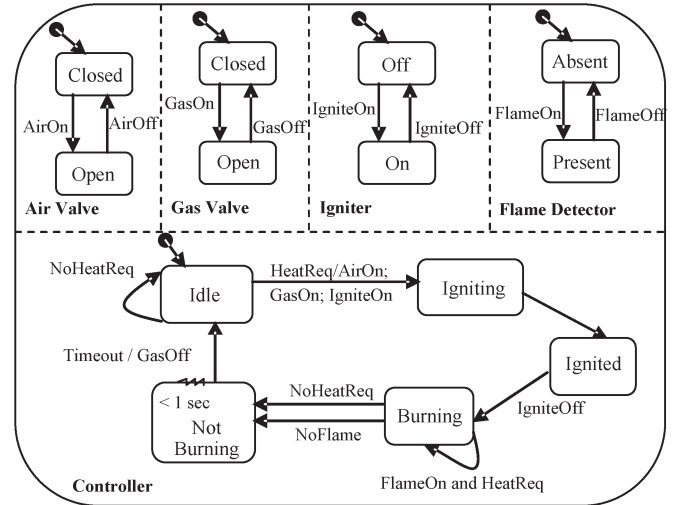 Closed
AirOn
AirOff
Open
Air Valve
Closed
GasOn
GasOff
Open
Gas Valve
Off
IgniteOn
IgniteOff
On
Igniter
Absent
FlameOn
FlameOff
Present
Flame Detector
NoHeatReq
Idle
HeatReq/AirOn;
GasOn; IgniteOn
Igniting
Ignited
IgniteOff
Timeout / GasOff
< 1 sec
Not
Burning
NoHeatReq
NoFlame
Burning
FlameOn and HeatReq
Controller